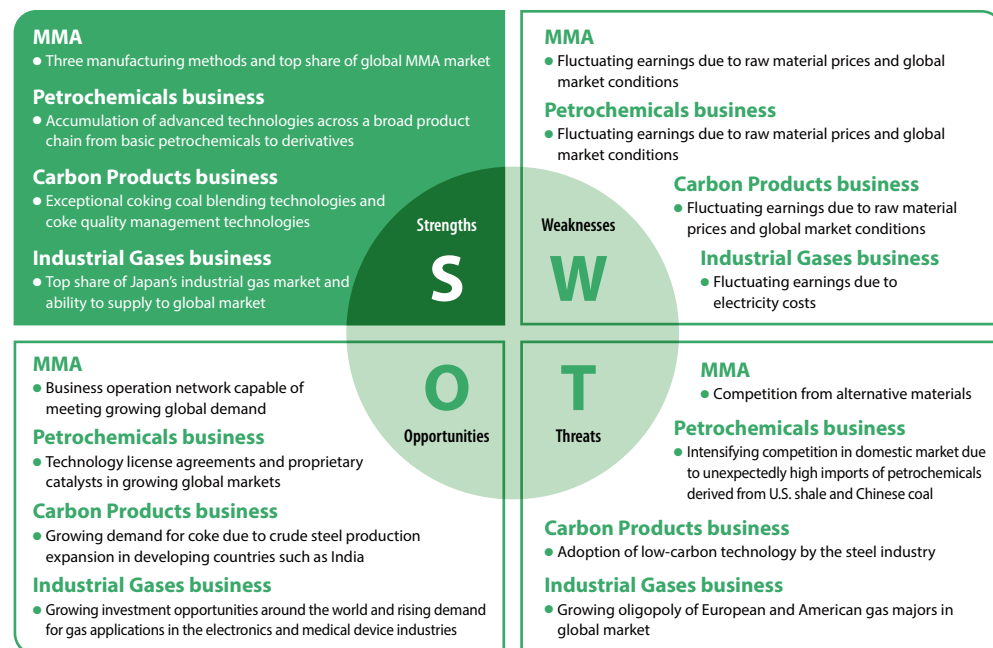 MMA
● Three manufacturing methods and top share of global MMA market
Petrochemicals business
● Accumulation of advanced technologies across a broad product
chain from basic petrochemicals to derivatives
Carbon Products business
● Exceptional coking coal blending technologies and
coke quality management technologies
Industrial Gases business
● Top share of Japan's industrial gas market and
ability to supply to global market
Strengths
S
MMA
● Fluctuating earnings due to raw material prices and global
market conditions
Petrochemicals business
● Fluctuating earnings due to raw material prices and global
market conditions
Carbon Products business
● Fluctuating earnings due to raw material
prices and global market conditions
Industrial Gases business
● Fluctuating earnings due to
electricity costs
Weaknesses
W
MMA
● Business operation network capable of
meeting growing global demand
Petrochemicals business
● Technology license agreements and proprietary
catalysts in growing global markets
Carbon Products business
● Growing demand for coke due to crude steel production
expansion in developing countries such as India
Industrial Gases business
● Growing investment opportunities around the world and rising demand
for gas applications in the electronics and medical device industries
O
Opportunities
MMA
● Competition from alternative materials
Petrochemicals business
● Intensifying competition in domestic market due
to unexpectedly high imports of petrochemicals
derived from U.S. shale and Chinese coal
Carbon Products business
● Adoption of low-carbon technology by the steel industry
Industrial Gases business
● Growing oligopoly of European and American gas majors in
global market
T
Threats